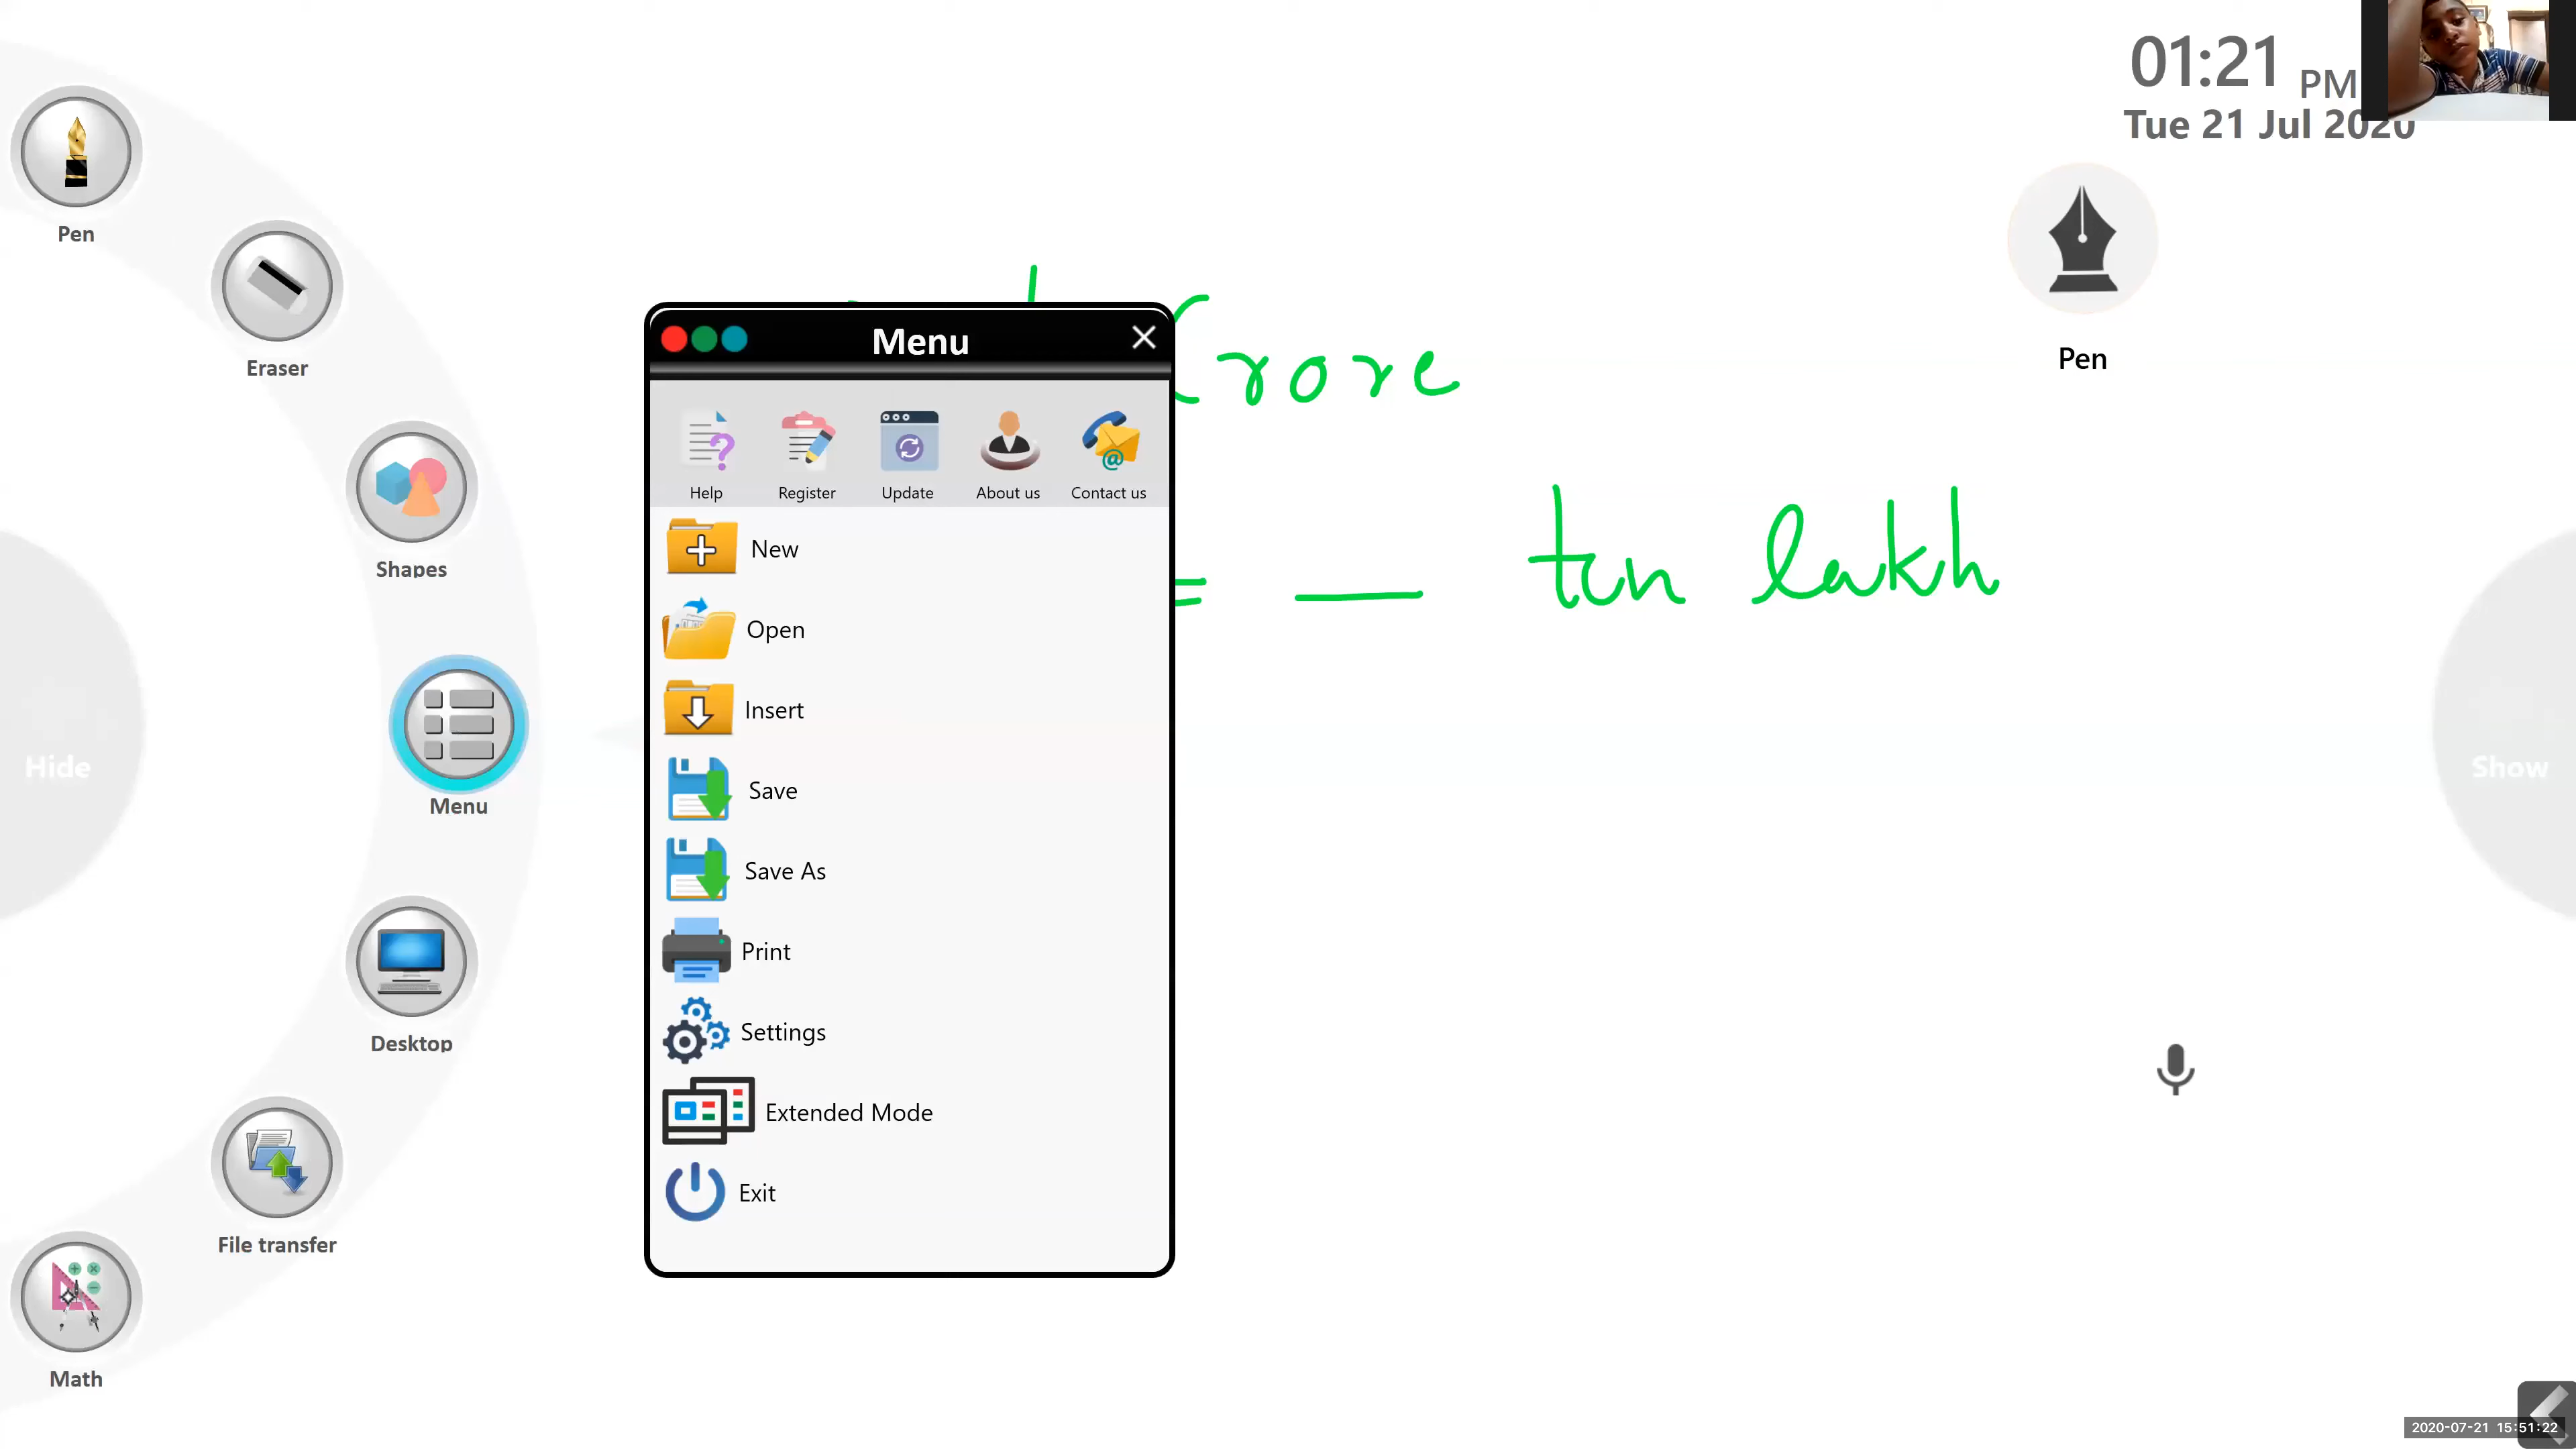 01:21 PM
Tue 21 Jul 2020
Pen
Eraser
Shapes
Menu
Desktop
File transfer
Math
Hide
Menu
Help Register Update About us Contact us
New
Open
Insert
Save
Save As
Print
Settings
Extended Mode
Exit
Crore
= __ ten lakh
Pen
Show
2020-07-21 15:51:22